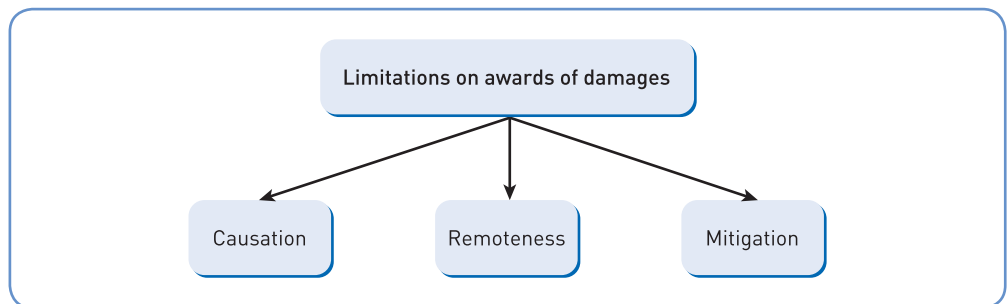 Limitations on awards of damages
Causation
Remoteness
Mitigation